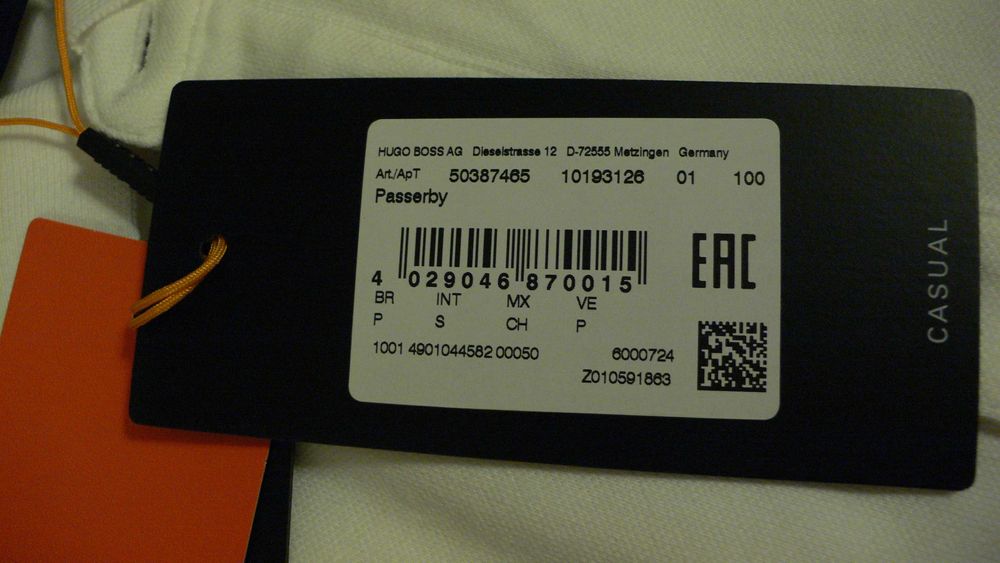 HUGO BOSS AG Dieselstrasse 12 D-72555 Metzingen Germany
Art./ApT 50387465 10193126 01 100
Passerby
EAC
4 029046 870015
BR INT MX VE
P S CH P
1001 4901044582 00050 6000724
Z010591863
CASUAL